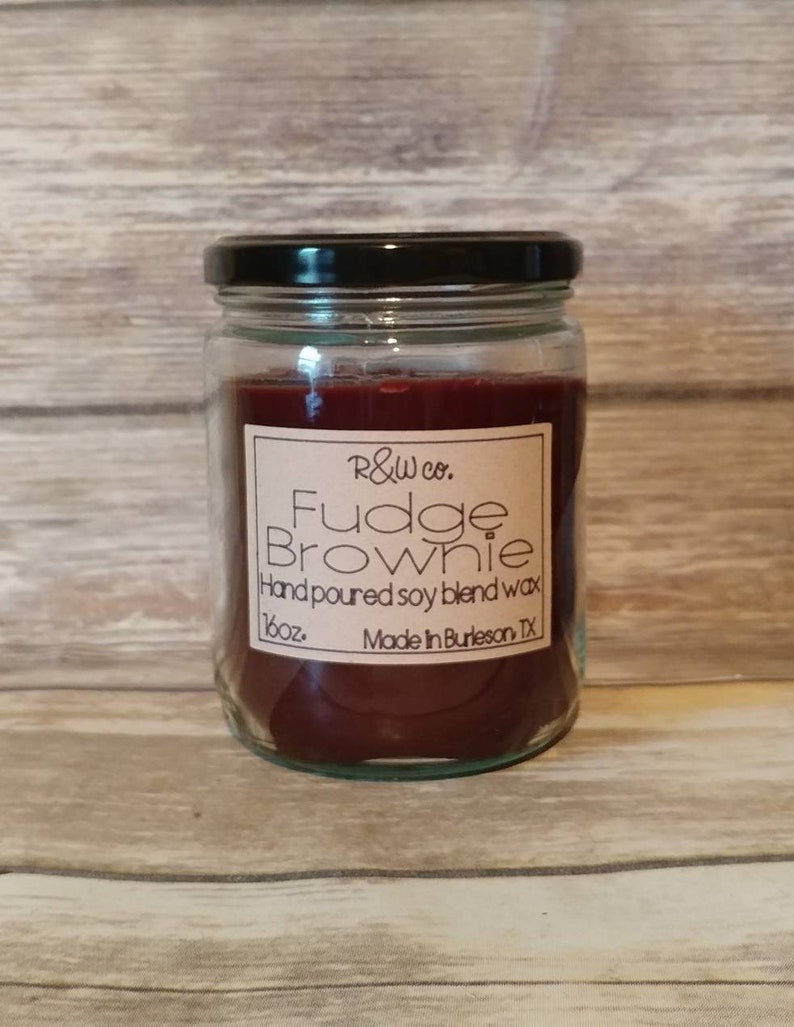 R&W co.
Fudge
Brownie
Hand poured soy blend wax
16oz. Made In Burleson, TX